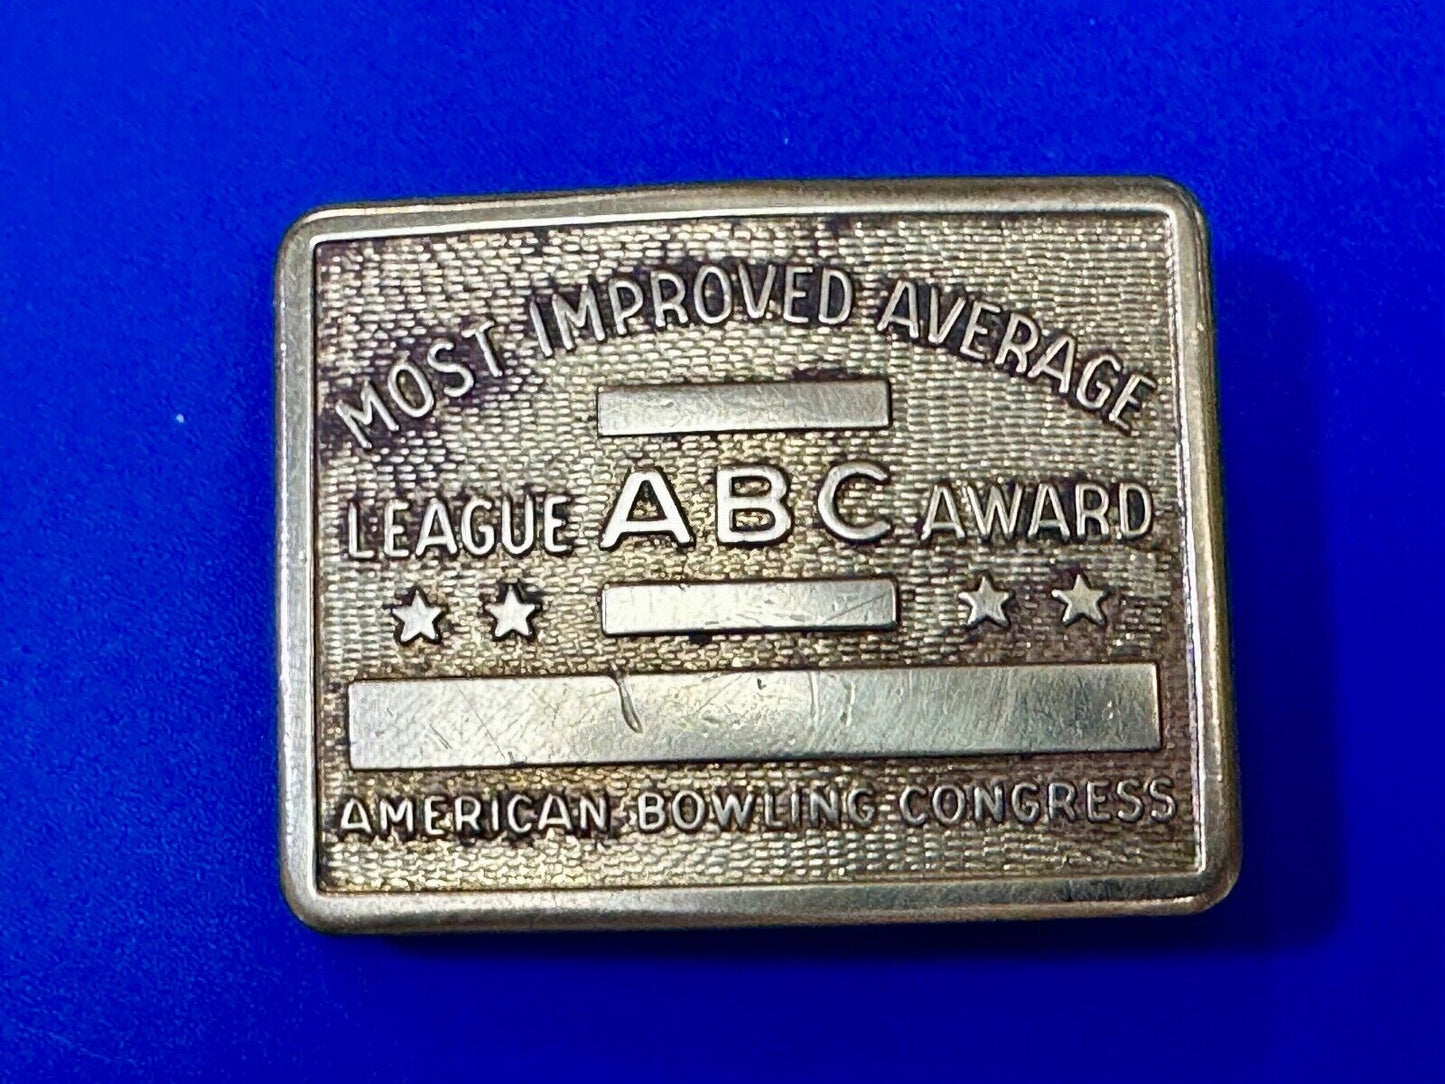 MOST IMPROVED AVERAGE
LEAGUE ABC AWARD
AMERICAN BOWLING CONGRESS